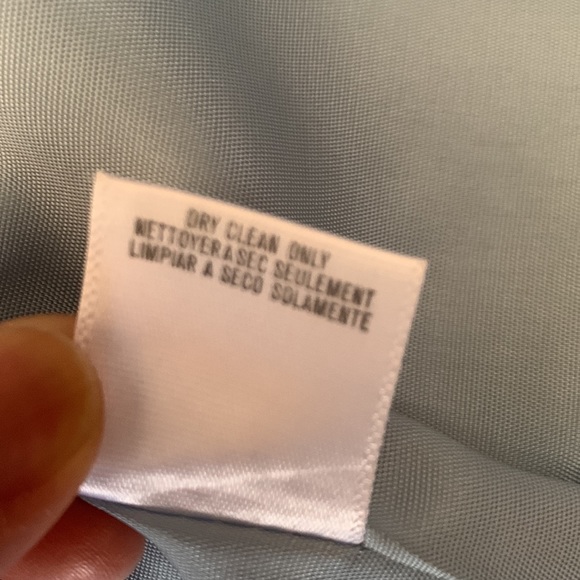 DRY CLEAN ONLY
NETTOYER A SEC SEULEMENT
LIMPIAR A SECO SOLAMENTE